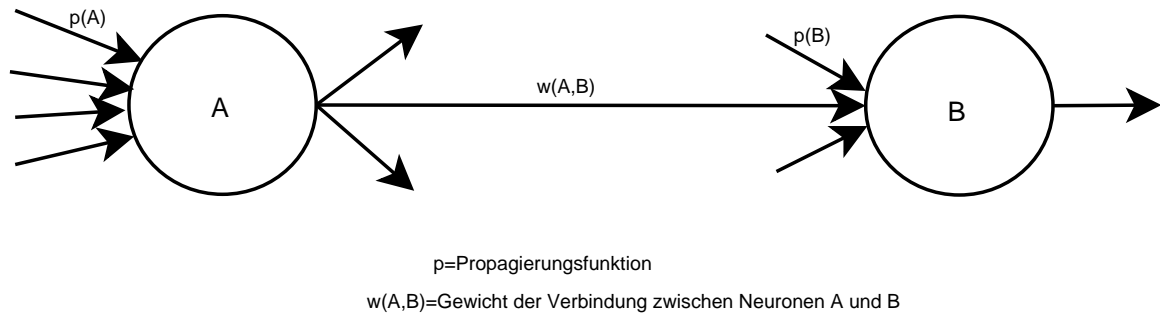 p(A)
A
w(A,B)
p(B)
B
p=Propagierungsfunktion
w(A,B)=Gewicht der Verbindung zwischen Neuronen A und B